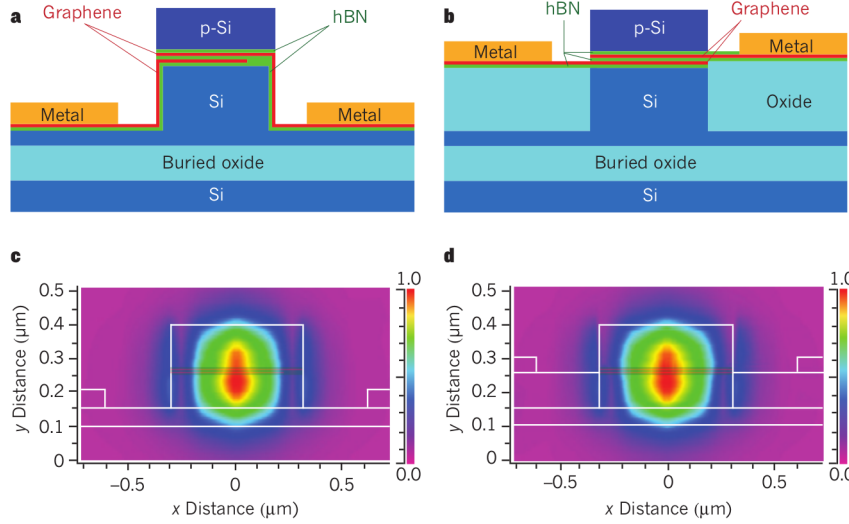 a
Graphene
hBN
p-Si
Si
Metal
Metal
Buried oxide
Si
b
hBN
Graphene
p-Si
Metal
Metal
Si
Oxide
Buried oxide
Si
c
y Distance (μm)
0.5
0.4
0.3
0.2
0.1
0
–0.5
0
0.5
x Distance (μm)
1.0
0.0
d
y Distance (μm)
0.5
0.4
0.3
0.2
0.1
0
–0.5
0
0.5
x Distance (μm)
1.0
0.0